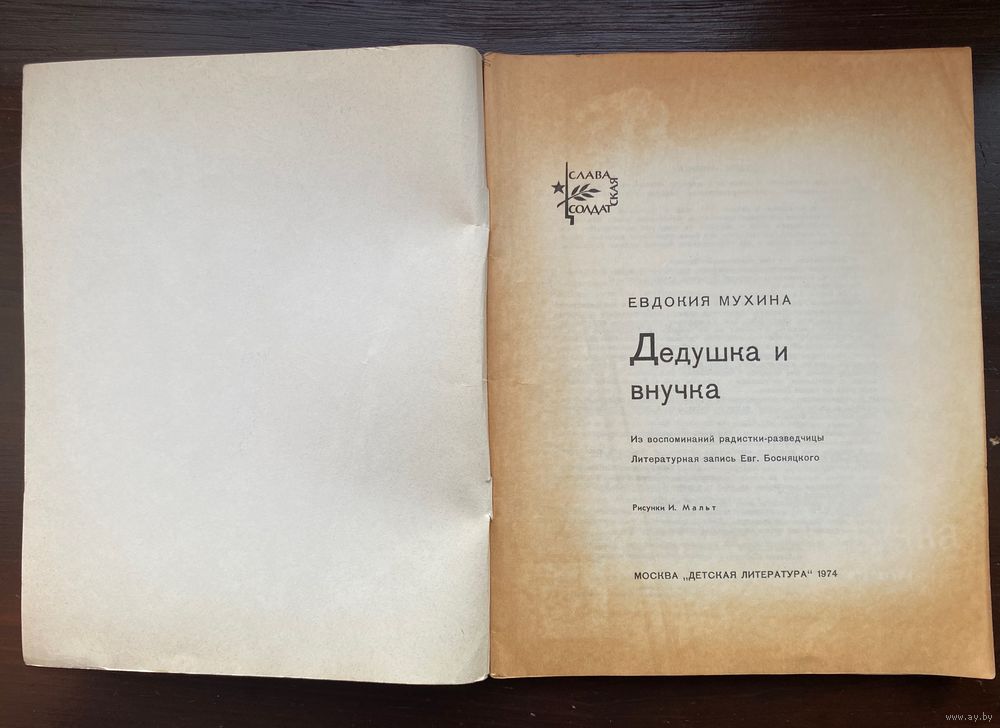 СЛАВА
СОЛДАТСКАЯ
ЕВДОКИЯ МУХИНА
Дедушка и
внучка
Из воспоминаний радистки-разведчицы
Литературная запись Евг. Босняцкого
Рисунки И. Мальт
МОСКВА „ДЕТСКАЯ ЛИТЕРАТУРА" 1974
www.ay.by